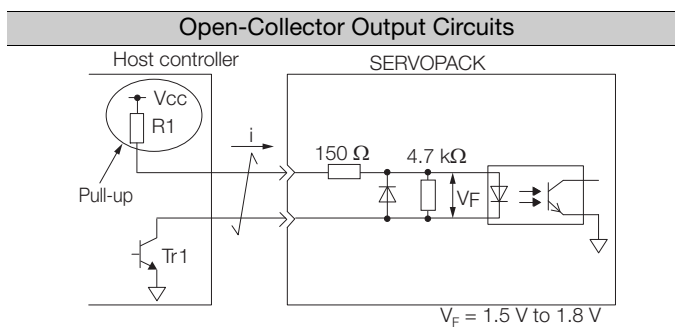 Open-Collector Output Circuits
Host controller
SERVOPACK
Vcc
R1
i
150 Ω
4.7 kΩ
Pull-up
VF
Tr1
VF = 1.5 V to 1.8 V